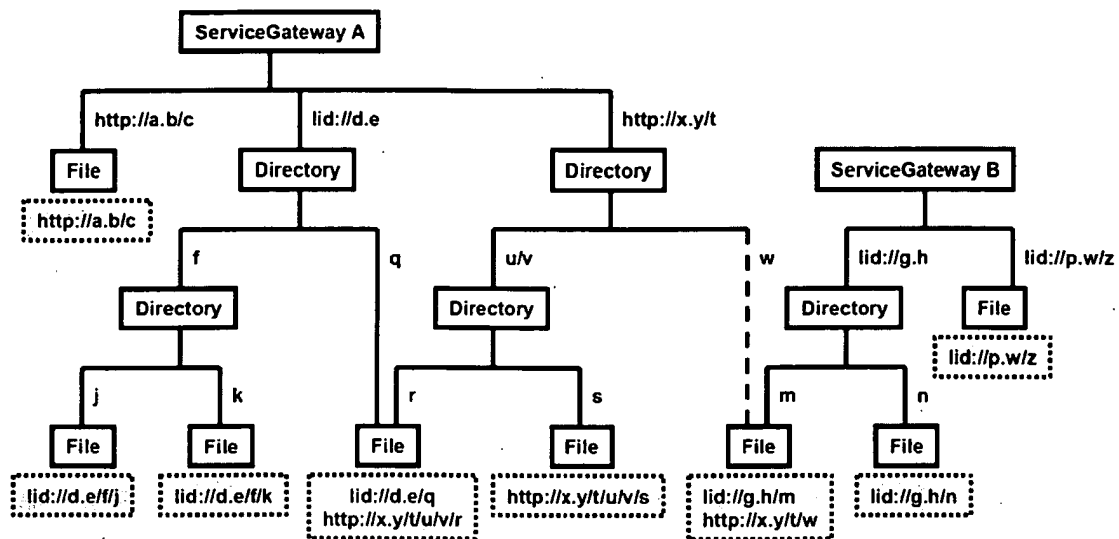 ServiceGateway A
http://a.b/c
lid://d.e
http://x.y/t
File
Directory
Directory
ServiceGateway B
http://a.b/c
f
q
u/v
w
lid://g.h
lid://p.w/z
Directory
Directory
Directory
File
lid://p.w/z
j
k
r
s
m
n
File
File
File
File
File
File
lid://d.e/f/j
lid://d.e/f/k
lid://d.e/q
http://x.y/t/u/v/r
http://x.y/t/u/v/s
lid://g.h/m
http://x.y/t/w
lid://g.h/n